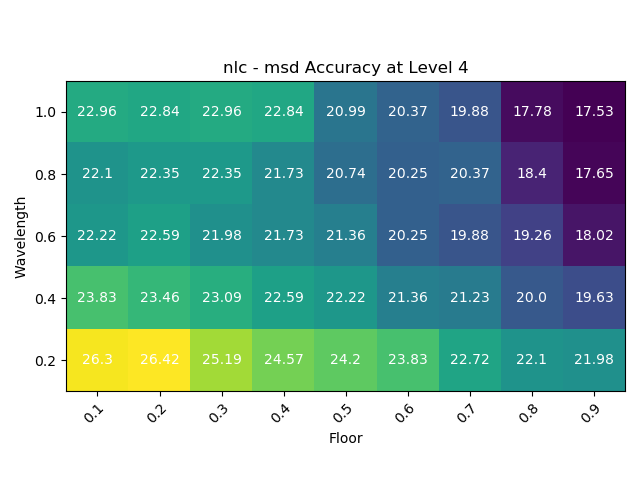 nlc - msd Accuracy at Level 4
1.0 22.96 22.84 22.96 22.84 20.99 20.37 19.88 17.78 17.53
0.8 22.1 22.35 22.35 21.73 20.74 20.25 20.37 18.4 17.65
Wavelength
0.6 22.22 22.59 21.98 21.73 21.36 20.25 19.88 19.26 18.02
0.4 23.83 23.46 23.09 22.59 22.22 21.36 21.23 20.0 19.63
0.2 26.3 26.42 25.19 24.57 24.2 23.83 22.72 22.1 21.98
0.1 0.2 0.3 0.4 0.5 0.6 0.7 0.8 0.9
Floor